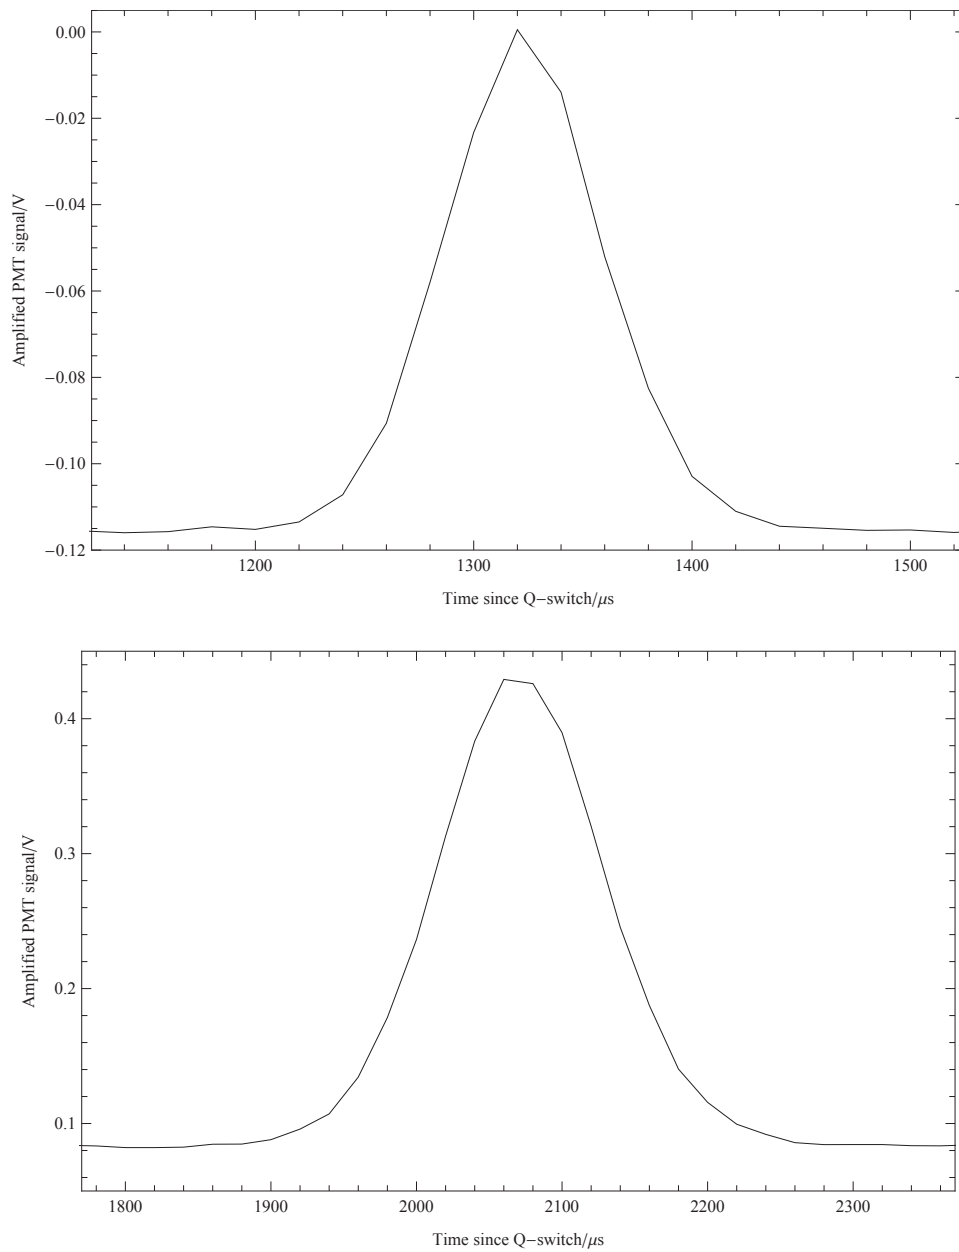 0.00
−0.02
−0.04
−0.06
−0.08
−0.10
−0.12
Amplified PMT signal/V
1200 1300 1400 1500
Time since Q−switch/μs
0.4
0.3
0.2
0.1
Amplified PMT signal/V
1800 1900 2000 2100 2200 2300
Time since Q−switch/μs